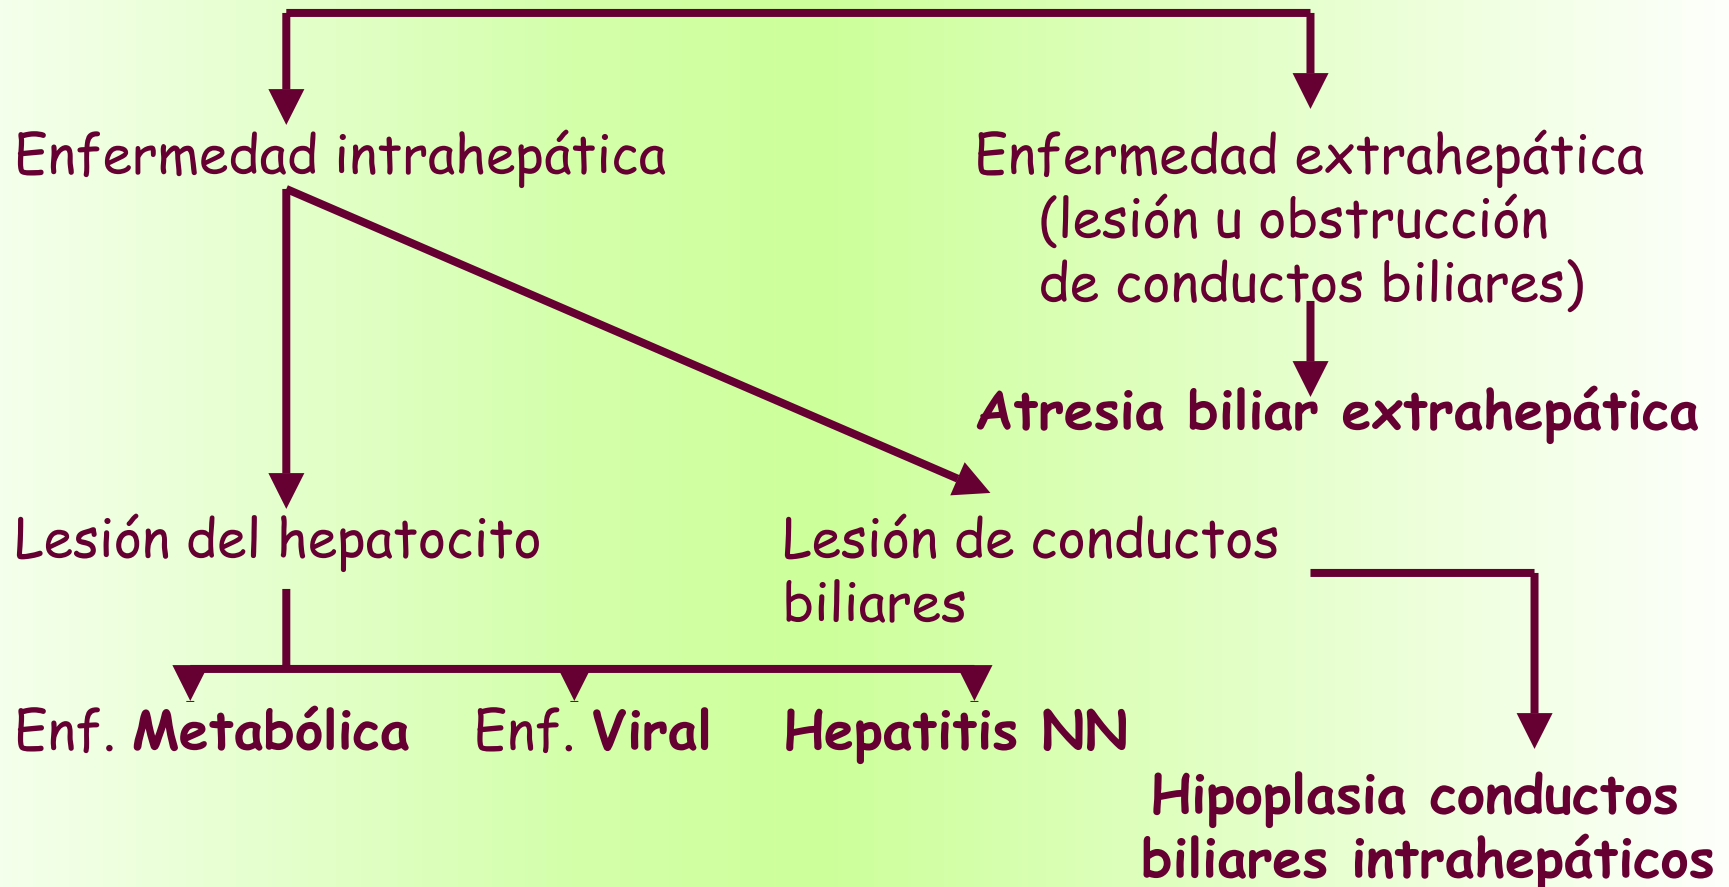 Enfermedad intrahepática
Enfermedad extrahepática
(lesión u obstrucción
de conductos biliares)
Atresia biliar extrahepática
Lesión del hepatocito
Lesión de conductos
biliares
Enf. Metabólica
Enf. Viral
Hepatitis NN
Hipoplasia conductos
biliares intrahepáticos